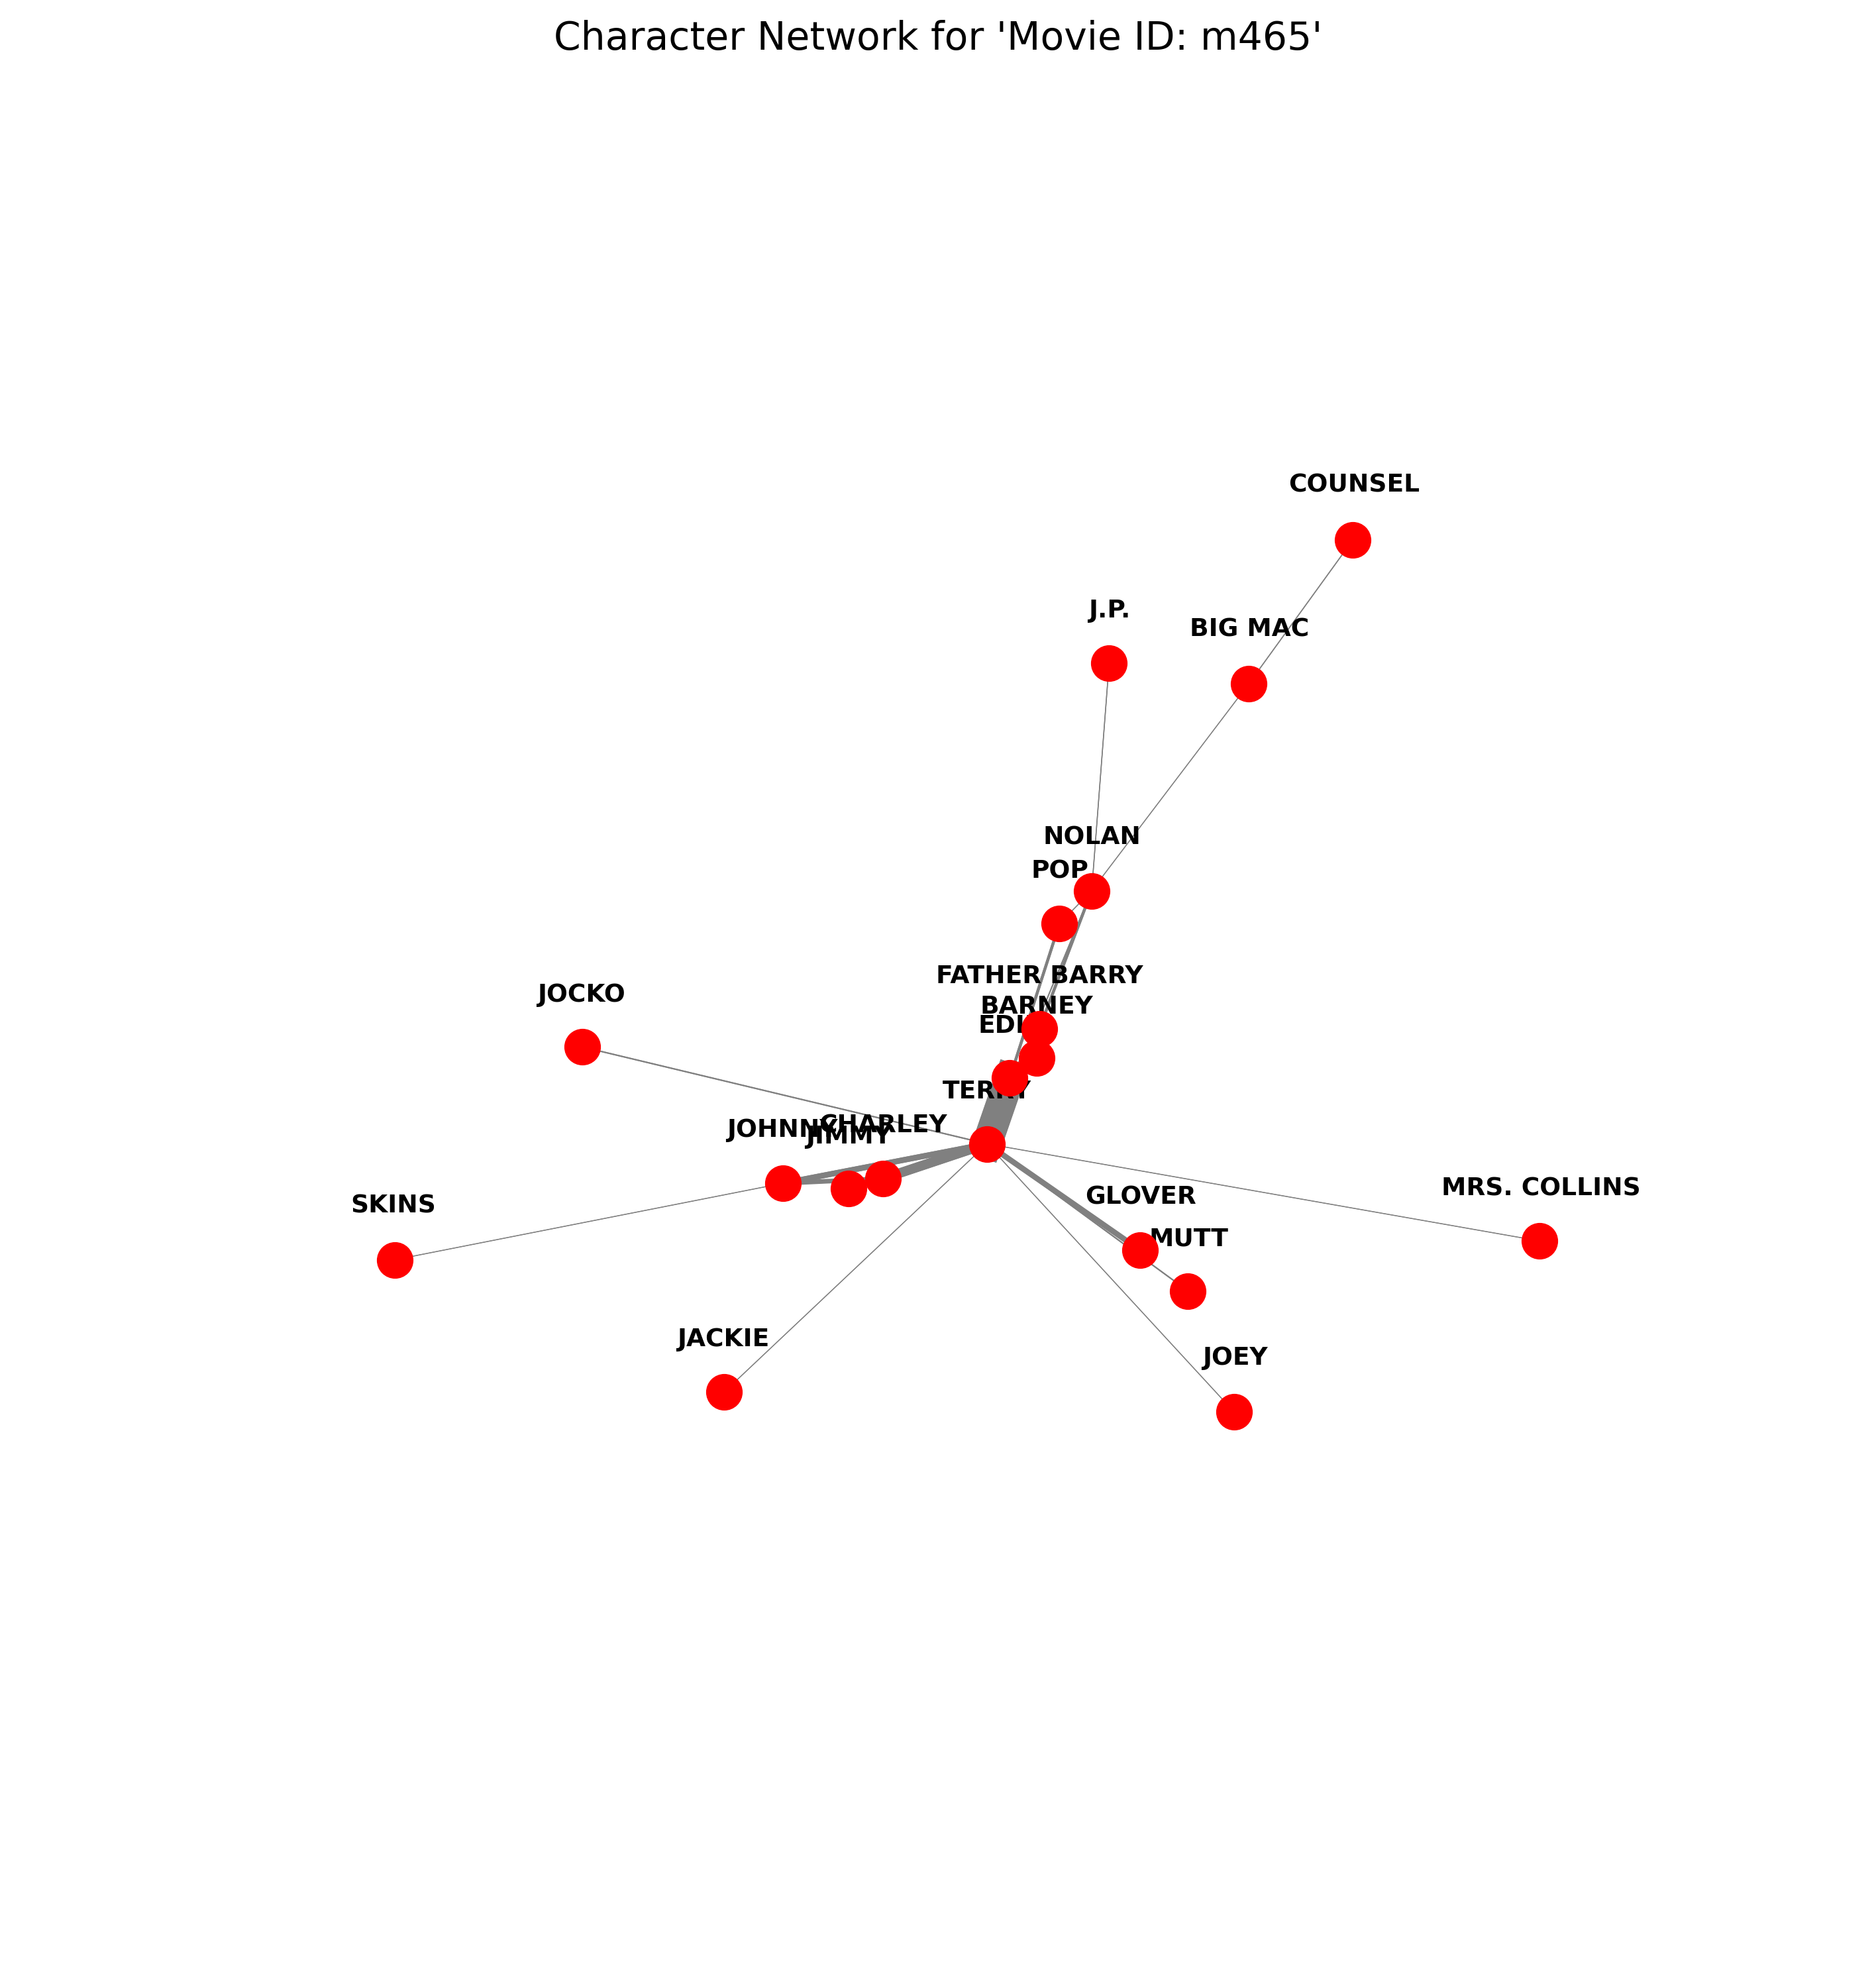 Character Network for 'Movie ID: m465'
COUNSEL
J.P.
BIG MAC
NOLAN
POP
FATHER BARRY
JOCKO
BARNEY
TERRY
CHARLEY
JOHNNY
JIMMY
MRS. COLLINS
GLOVER
SKINS
MUTT
JACKIE
JOEY